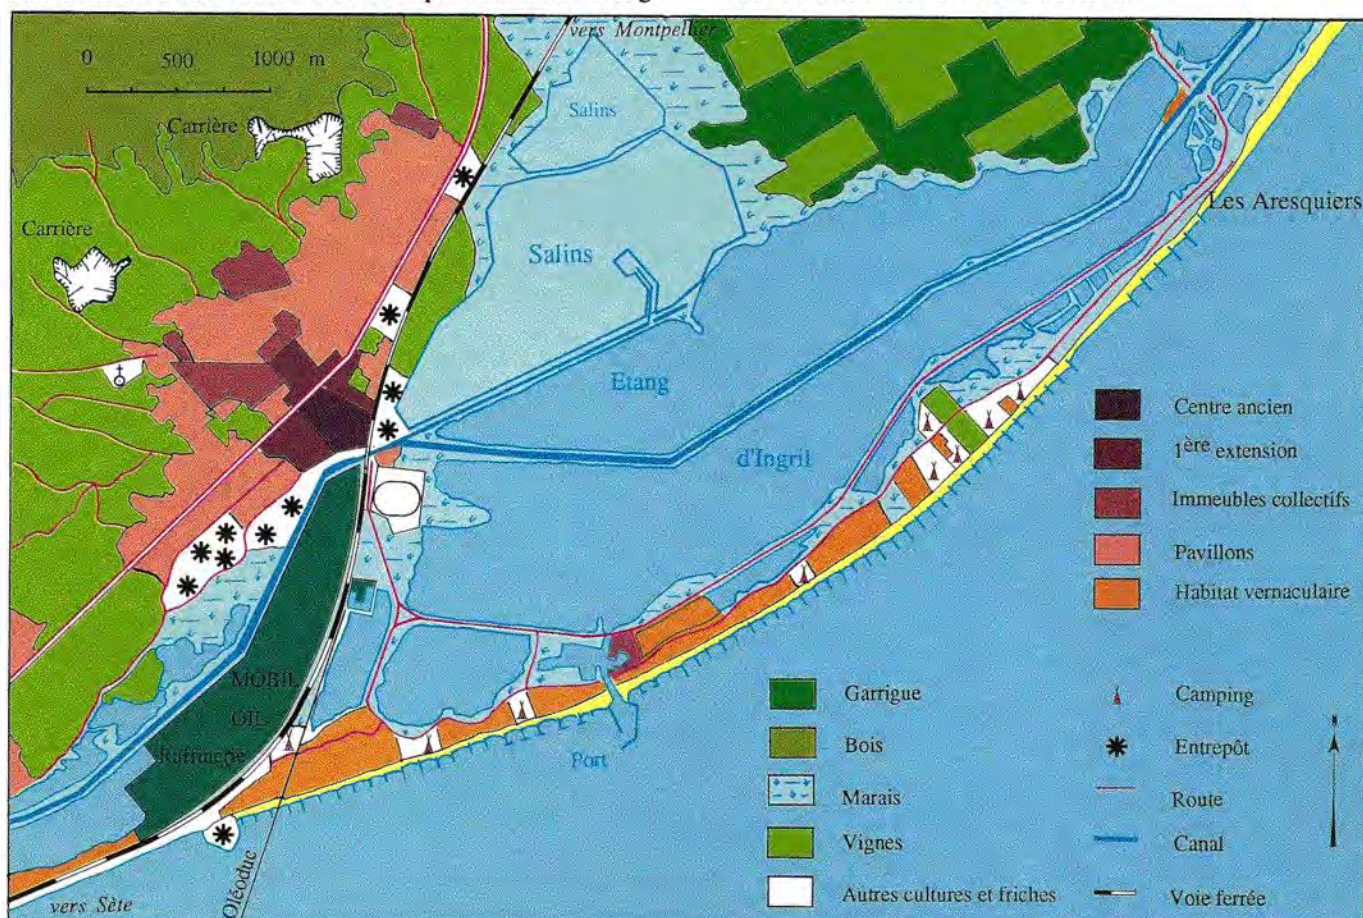 vers Montpellier
0 500 1000 m
Salins
Carrière
Carrière
Les Aresquiers
Salins
Etang
d'Ingril
Centre ancien
1ère extension
Immeubles collectifs
Pavillons
Habitat vernaculaire
MOBIL
OIL
Raffinerie
Port
Garrigue
Bois
Marais
Vignes
Autres cultures et friches
Camping
Entrepôt
Route
Canal
Voie ferrée
N
Oléoduc
vers Sète